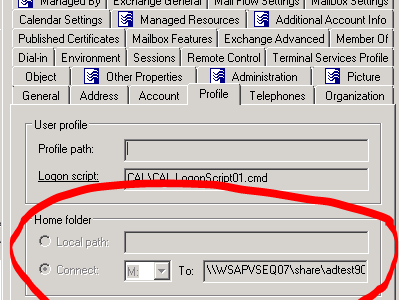 Managed By Exchange General Mail Flow Settings Mailbox Settings
Calendar Settings Managed Resources Additional Account Info
Published Certificates Mailbox Features Exchange Advanced Member Of
Dial-in Environment Sessions Remote Control Terminal Services Profile
Object Other Properties Administration Picture
General Address Account Profile Telephones Organization
User profile
Profile path:
Logon script: CAL\CAL_LogonScript01.cmd
Home folder
Local path:
Connect: M: To: \\WSAPVSEQ07\share\adtest90